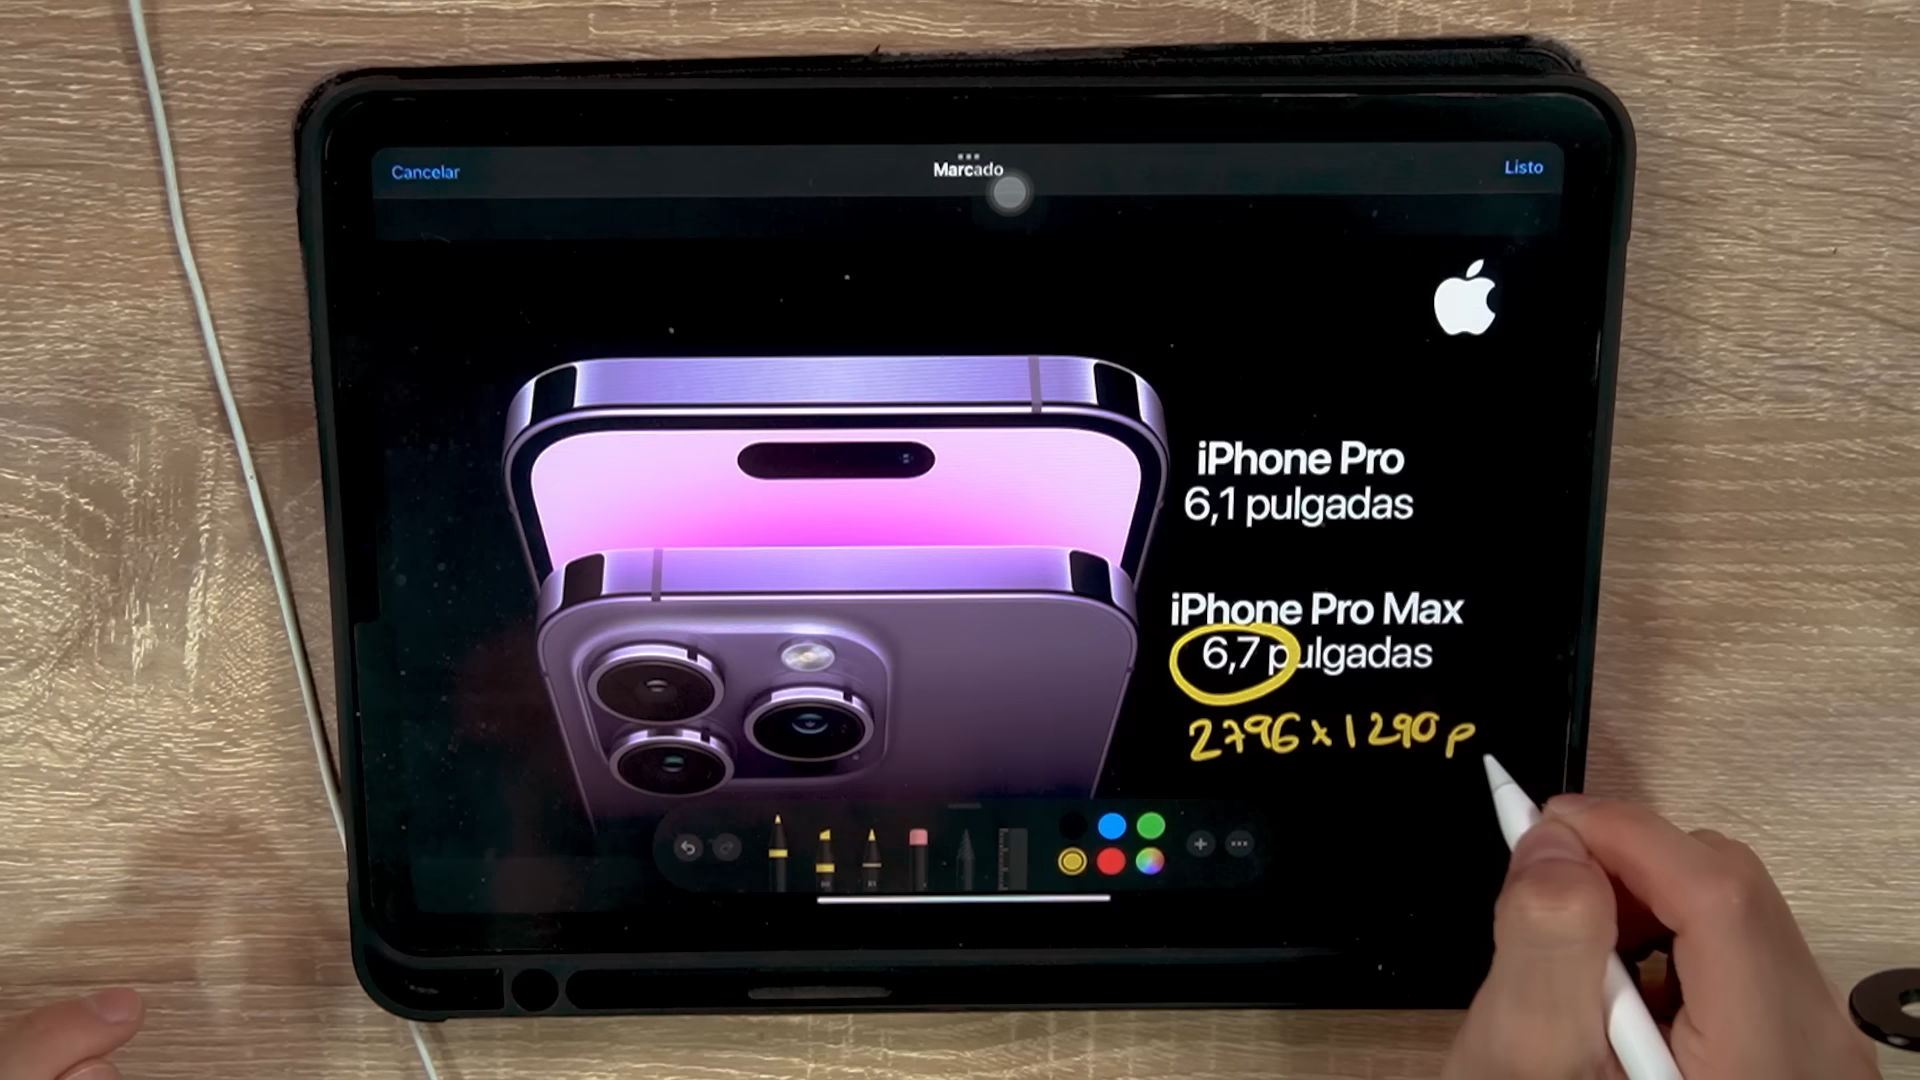 Cancelar
Marcado
Listo
iPhone Pro
6,1 pulgadas
iPhone Pro Max
6,7 pulgadas
2796 x 1290 p